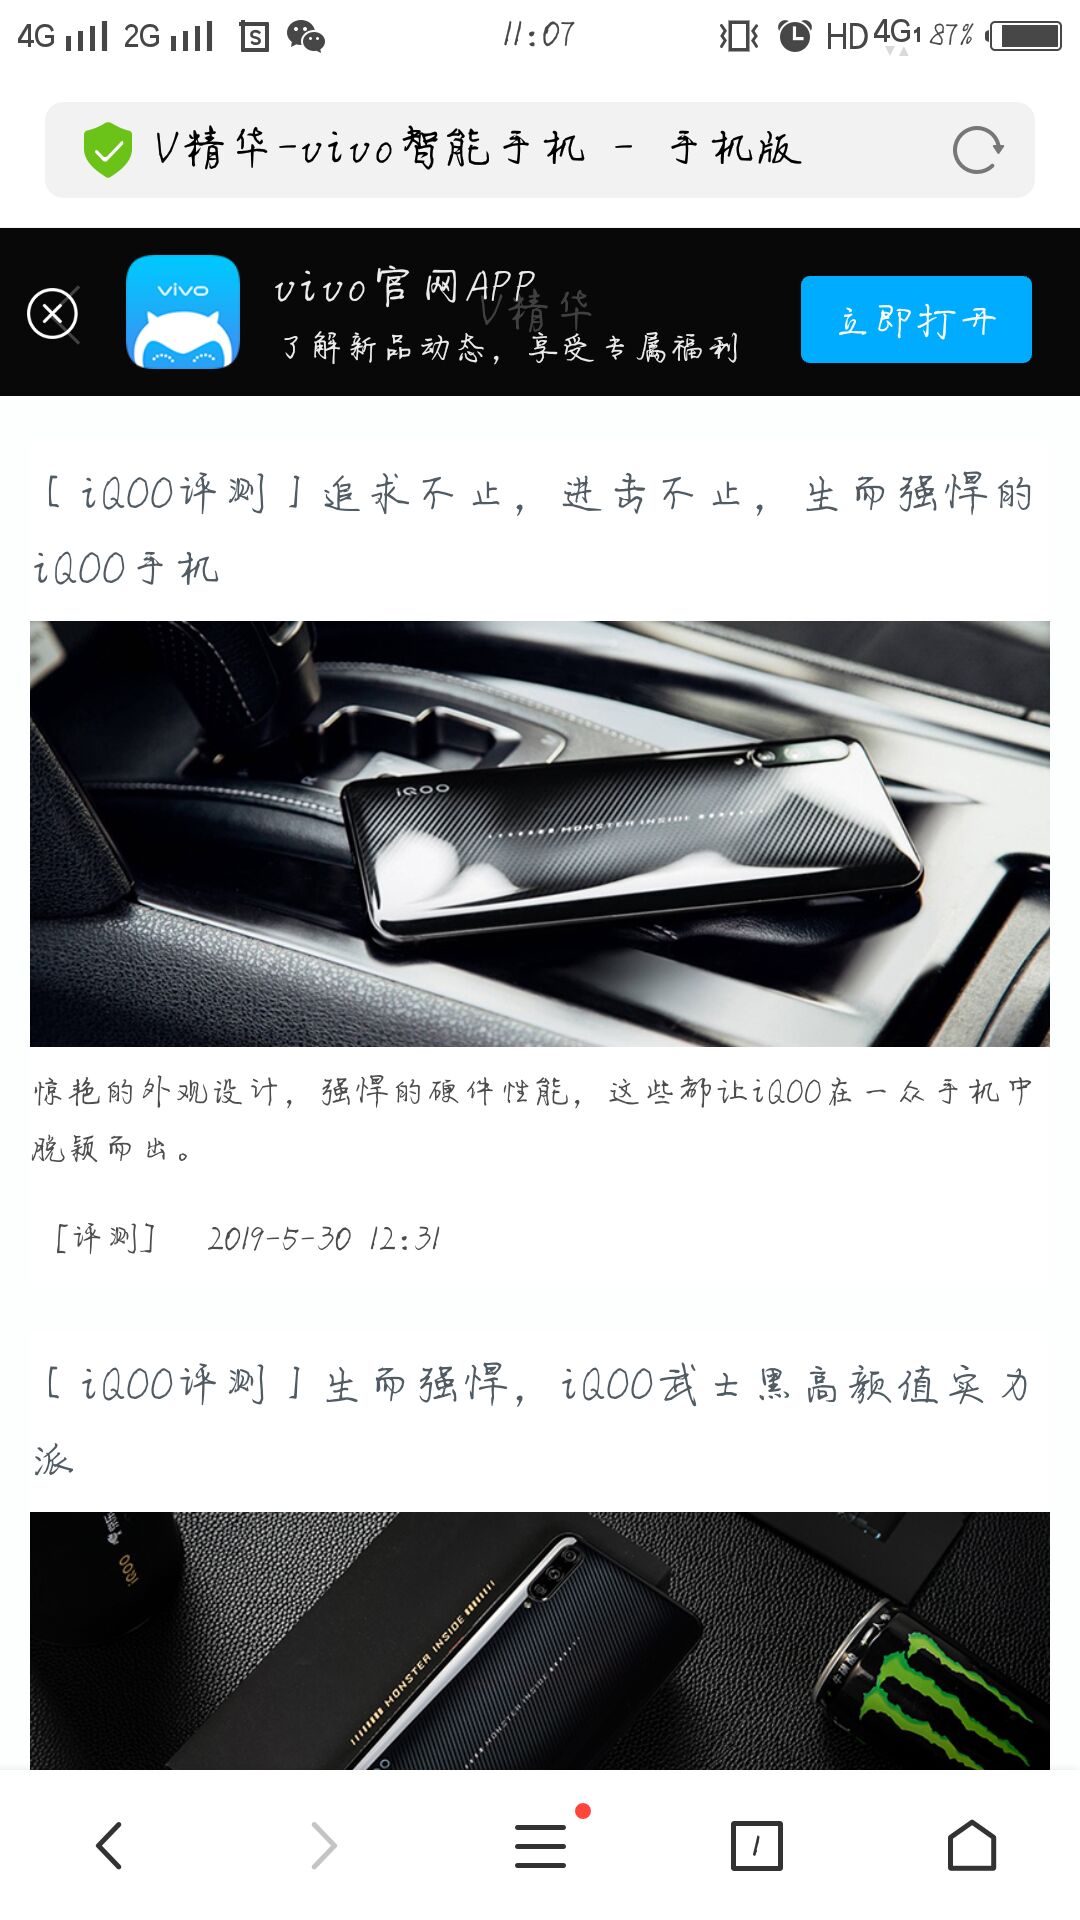 4G 2G S 11:07 HD 4G1 87%
V精华-vivo智能手机 - 手机版
vivo
vivo官网APP
V精华
了解新品动态，享受专属福利
立即打开
[iQOO评测]追求不止，进击不止，生而强悍的
iQOO手机
iQOO
MONSTER INSIDE
惊艳的外观设计，强悍的硬件性能，这些都让iQOO在一众手机中
脱颖而出。
[评测] 2019-5-30 12:31
[iQOO评测]生而强悍，iQOO武士黑高颜值实力
派
iQOO
MONSTER INSIDE
MONSTER INSIDE
1